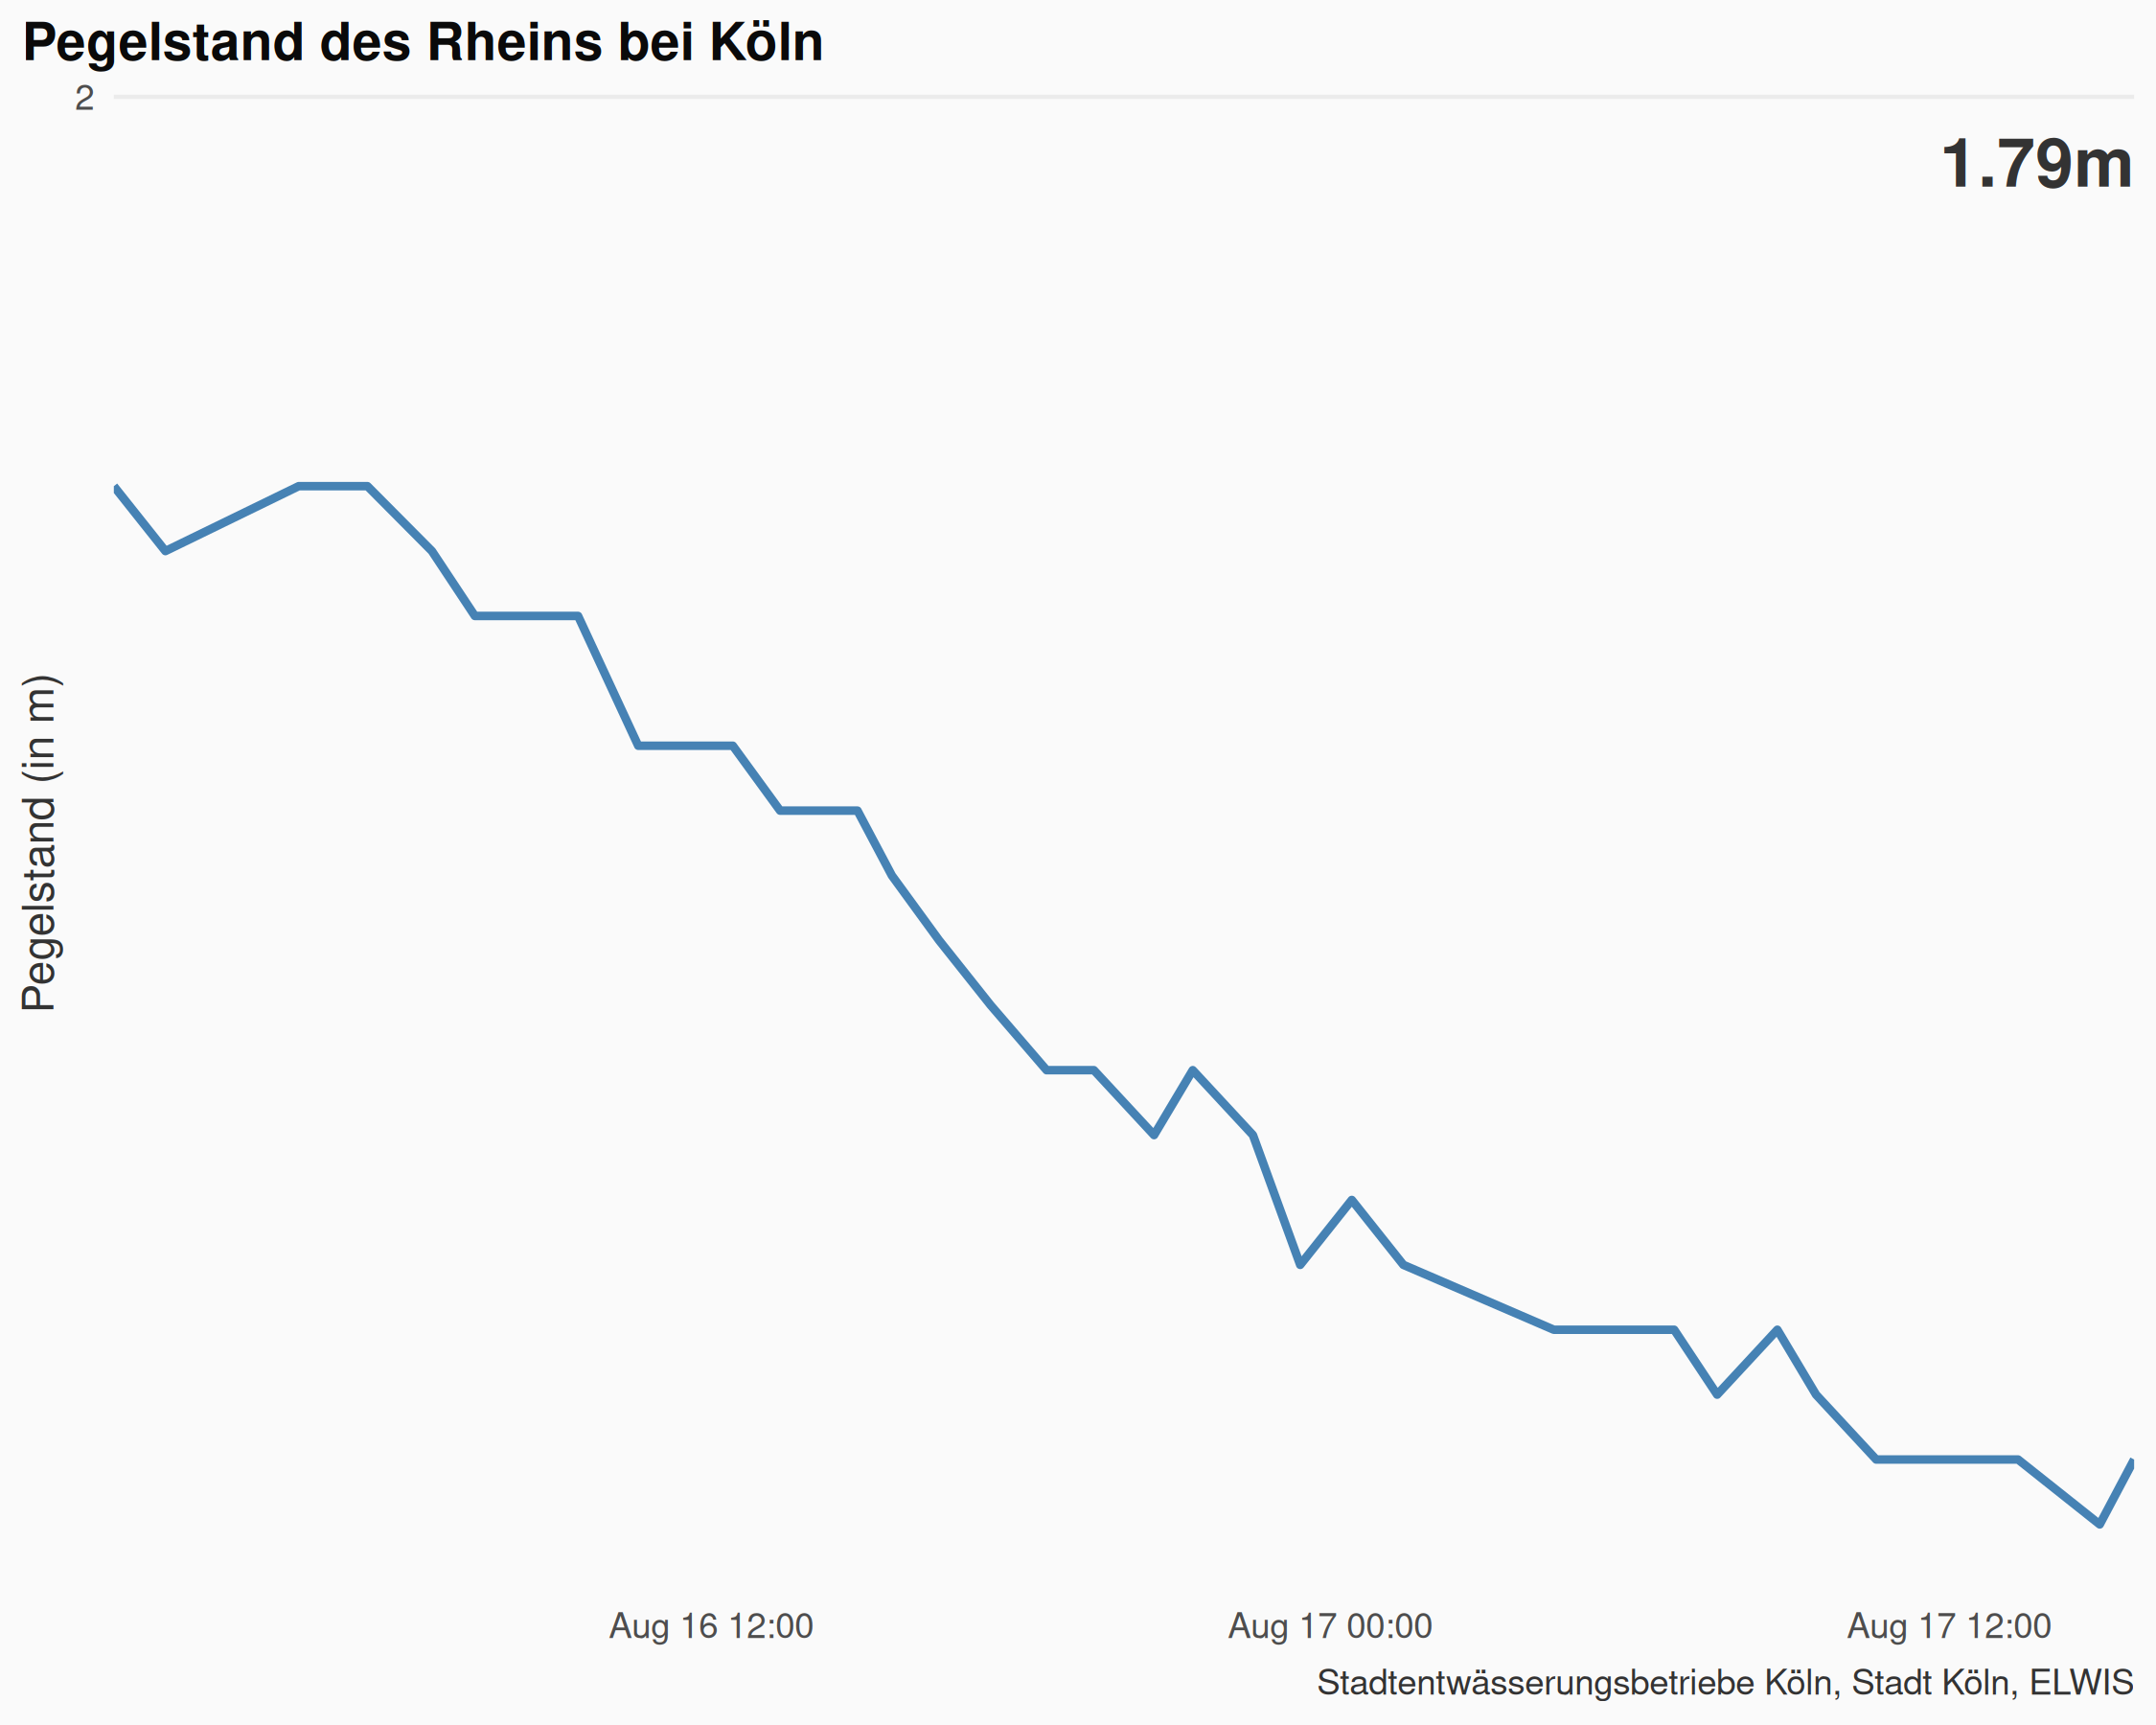 Pegelstand des Rheins bei Köln
2
1.79m
Pegelstand (in m)
Aug 16 12:00
Aug 17 00:00
Aug 17 12:00
Stadtentwässerungsbetriebe Köln, Stadt Köln, ELWIS